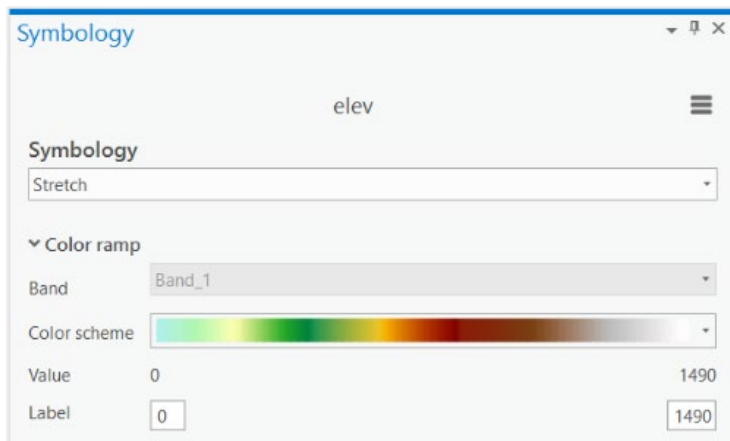 Symbology
elev
Symbology
Stretch
Color ramp
Band Band_1
Color scheme
Value 0 1490
Label 0 1490